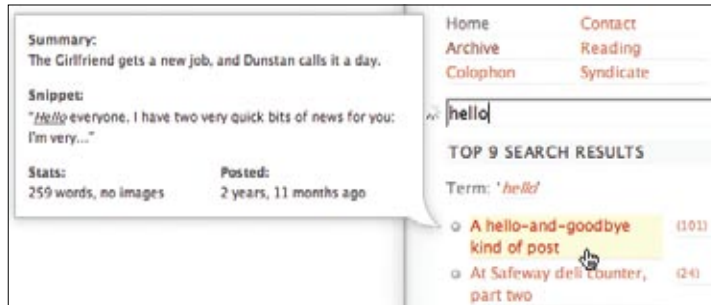 Summary:
The Girlfriend gets a new job, and Dunstan calls it a day.
Snippet:
"Hello everyone. I have two very quick bits of news for you:
I'm very..."
Stats:
259 words, no images
Posted:
2 years, 11 months ago
Home
Contact
Archive
Reading
Colophon
Syndicate
hello
TOP 9 SEARCH RESULTS
Term: 'hello'
A hello-and-goodbye
kind of post
(101)
At Safeway deli counter,
part two
(24)